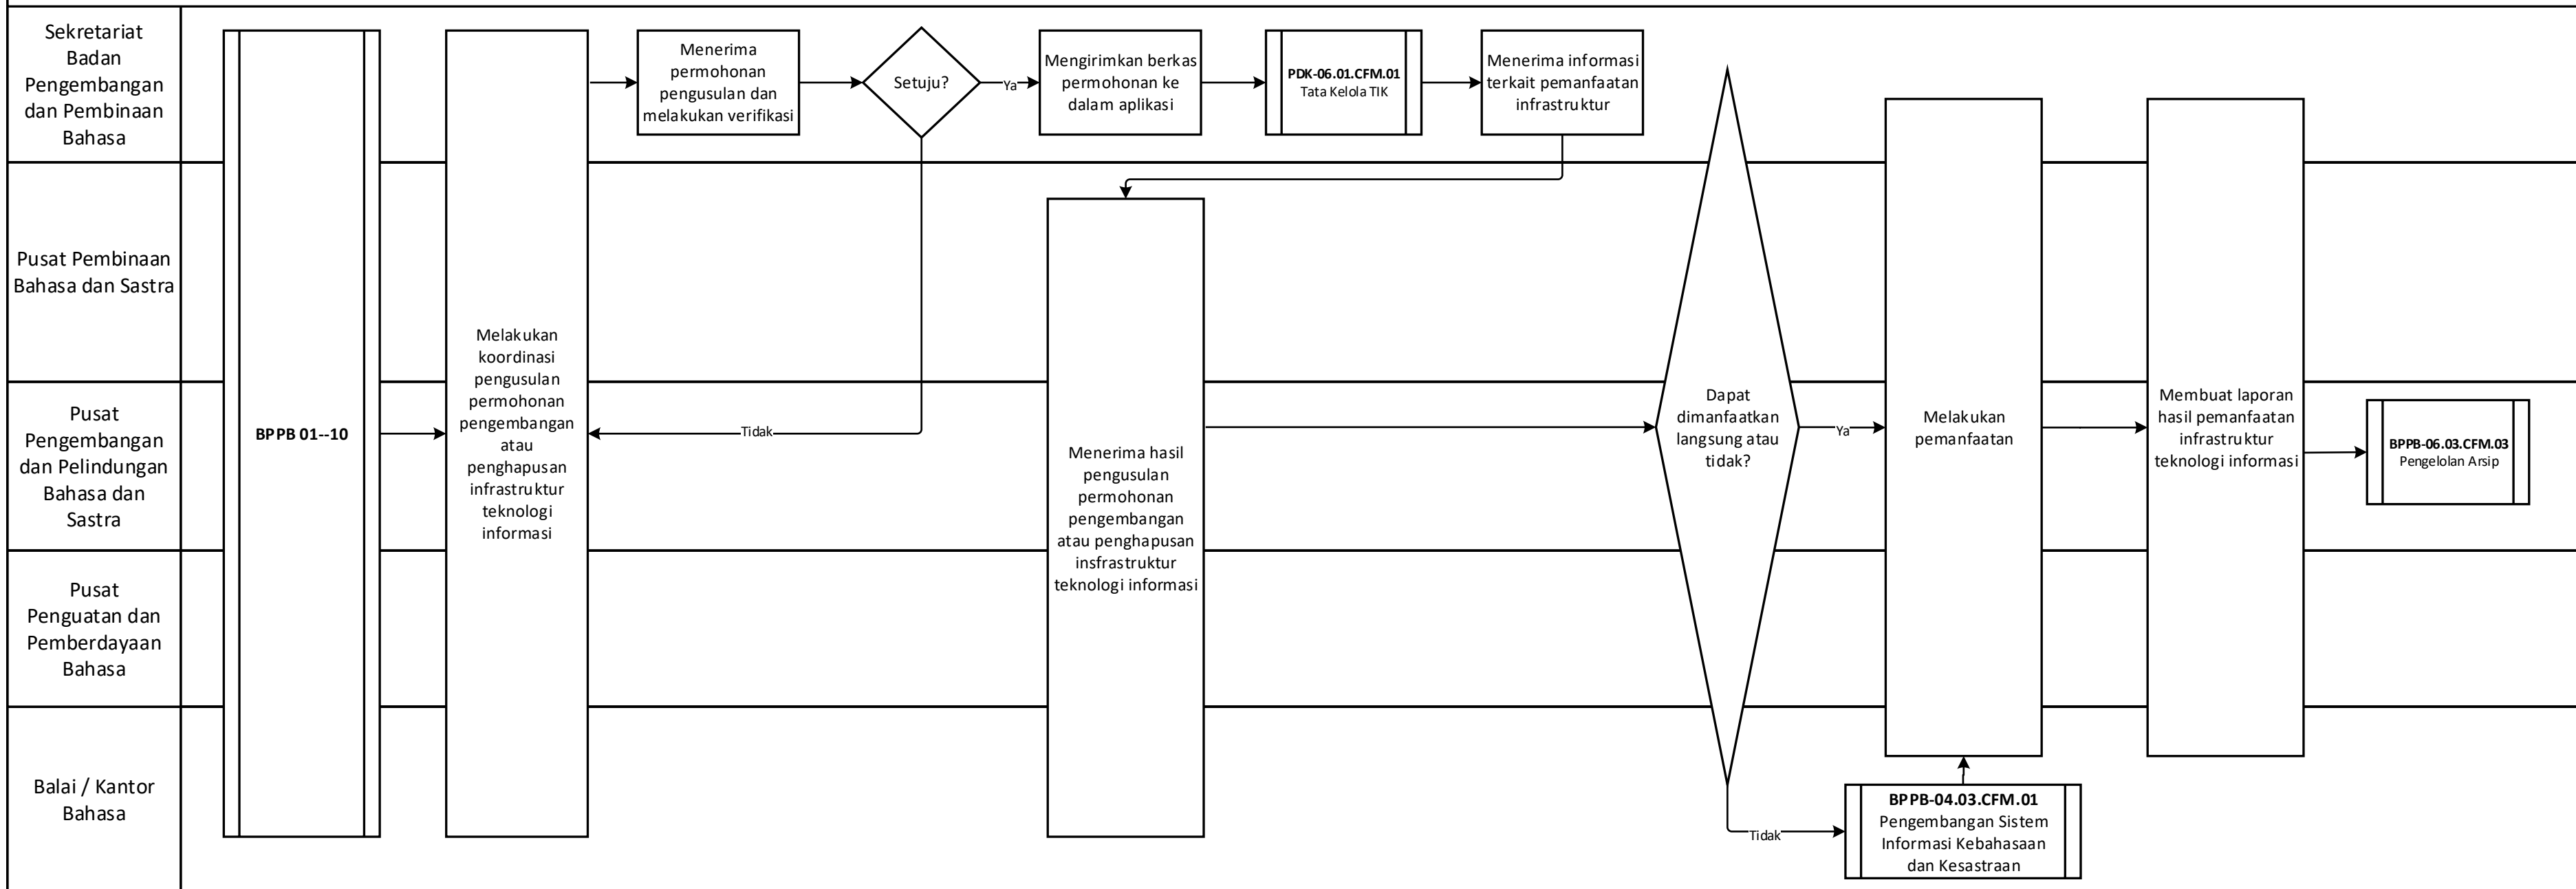 Sekretariat
Badan
Pengembangan
dan Pembinaan
Bahasa
Pusat Pembinaan
Bahasa dan Sastra
Pusat
Pengembangan
dan Pelindungan
Bahasa dan
Sastra
Pusat
Penguatan dan
Pemberdayaan
Bahasa
Balai / Kantor
Bahasa
BPPB 01--10
Melakukan
koordinasi
pengusulan
permohonan
pengembangan
atau
penghapusan
infrastruktur
teknologi
informasi
Menerima
permohonan
pengusulan dan
melakukan verifikasi
Setuju?
Ya
Tidak
Mengirimkan berkas
permohonan ke
dalam aplikasi
PDK-06.01.CFM.01
Tata Kelola TIK
Menerima informasi
terkait pemanfaatan
infrastruktur
Menerima hasil
pengusulan
permohonan
pengembangan
atau penghapusan
insfrastruktur
teknologi informasi
Dapat
dimanfaatkan
langsung atau
tidak?
Ya
Tidak
Melakukan
pemanfaatan
BPPB-04.03.CFM.01
Pengembangan Sistem
Informasi Kebahasaan
dan Kesastraan
Membuat laporan
hasil pemanfaatan
infrastruktur
teknologi informasi
BPPB-06.03.CFM.03
Pengelolan Arsip